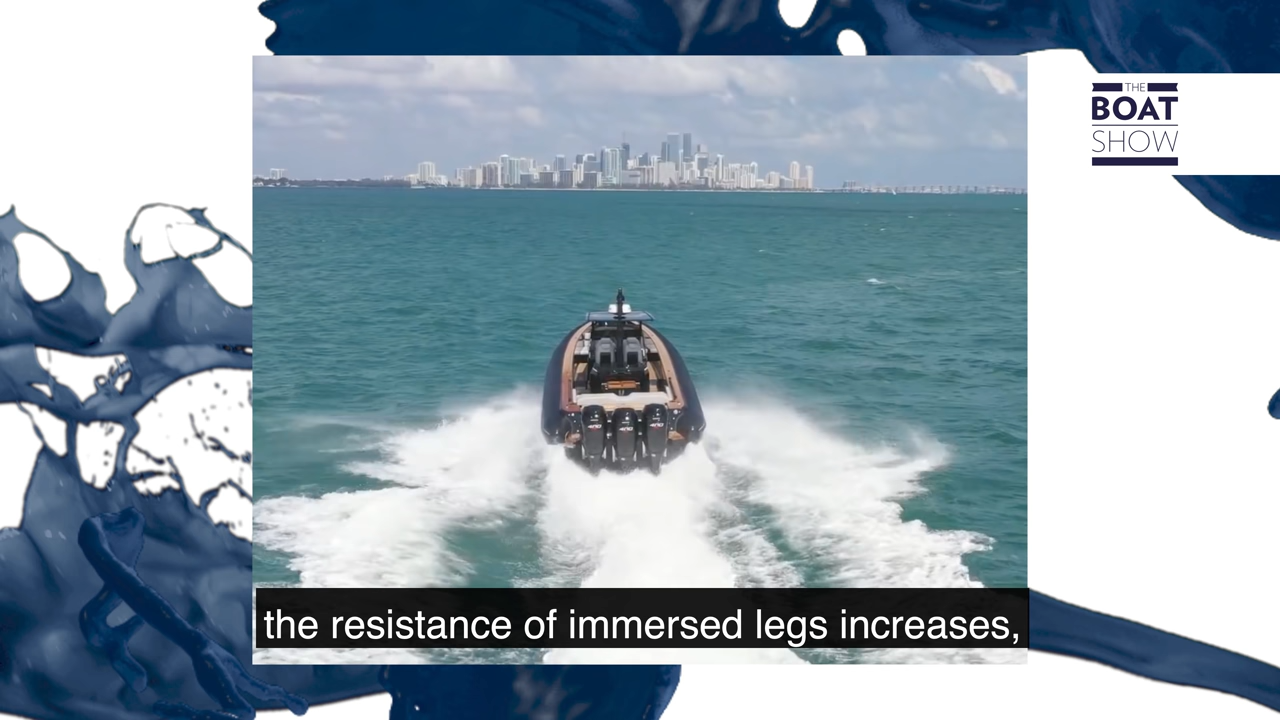 THE
BOAT
SHOW
the resistance of immersed legs increases,